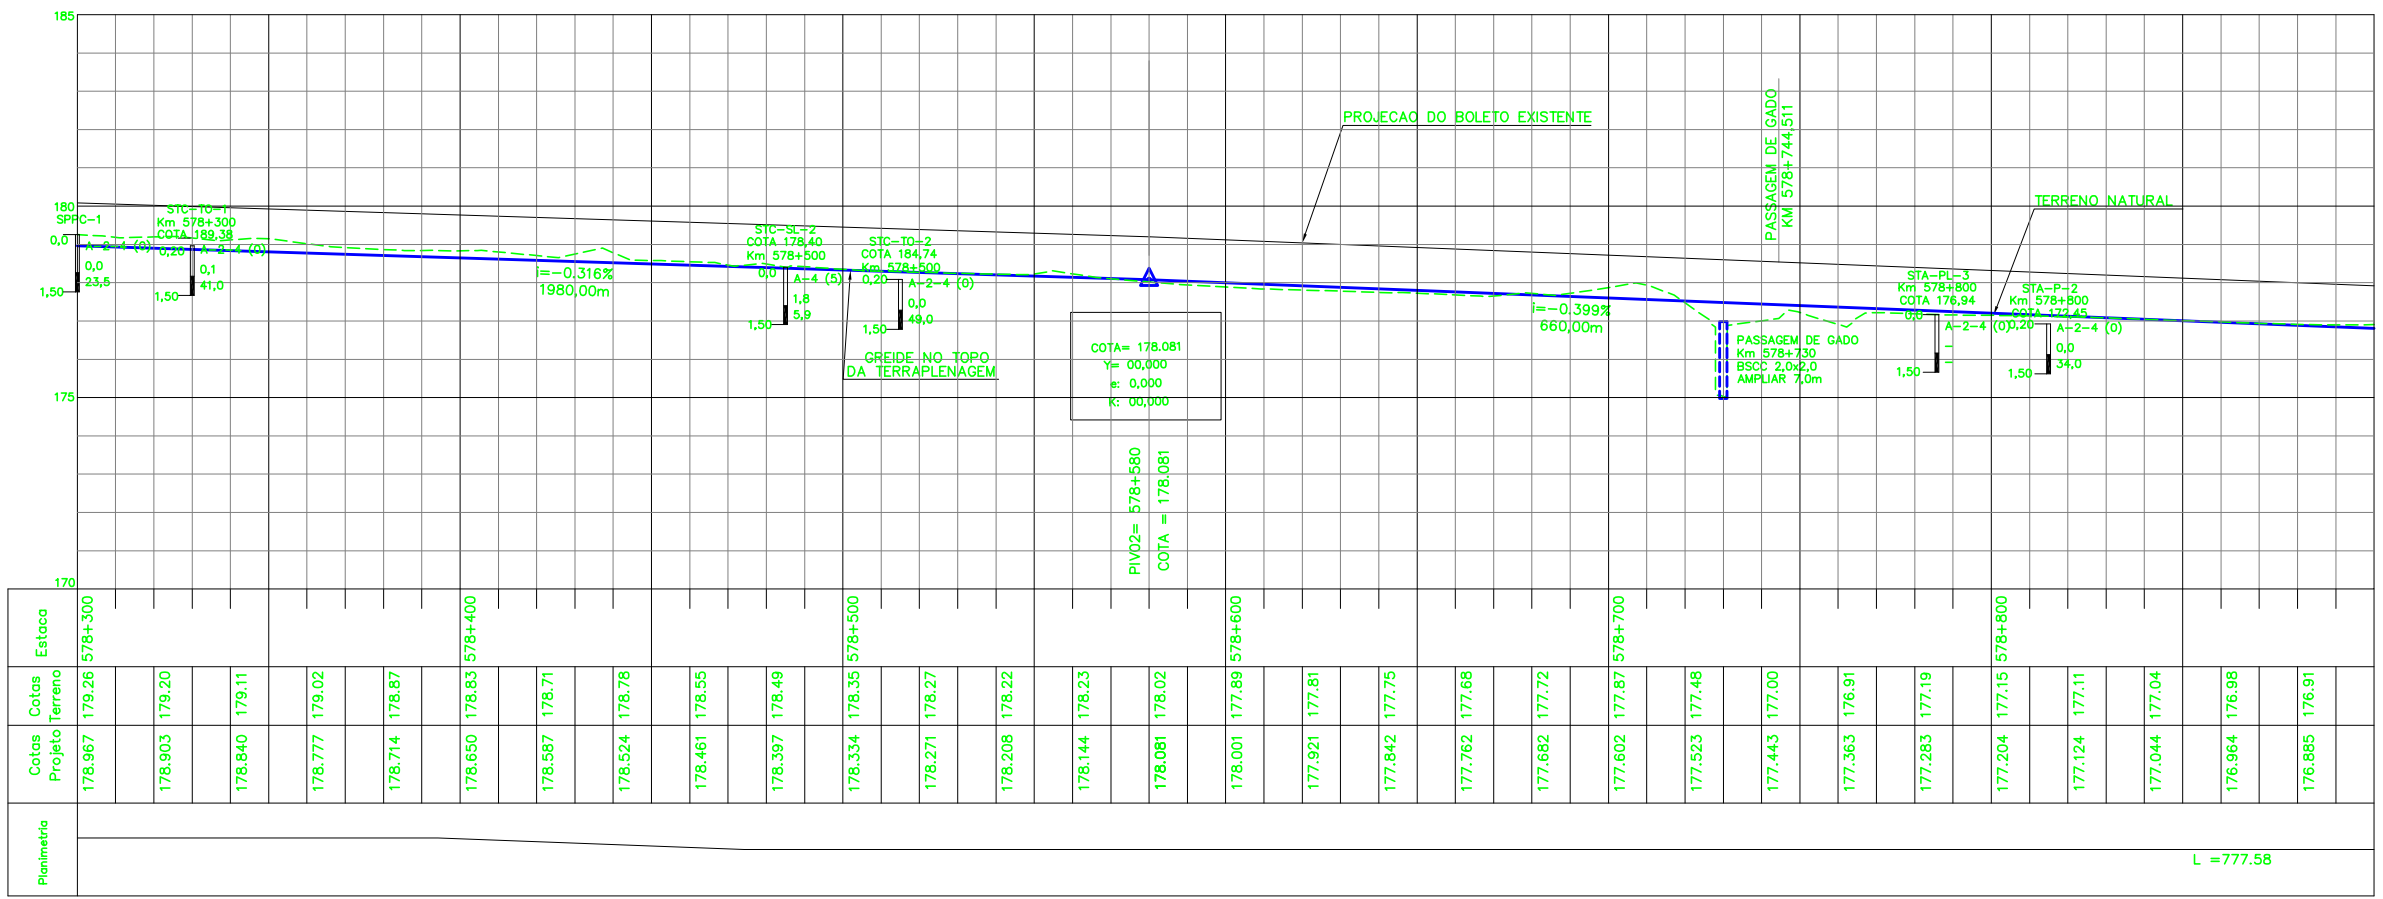 185
180
175
170
PROJECAO DO BOLETO EXISTENTE
PASSAGEM DE GADO
KM 578+744,511
TERRENO NATURAL
SPPC-1
0,0
A-2-4 (0)
0,0
23,5
1,50
STC-TO-1
Km 578+300
COTA 189,38
0,20
A-2-4 (0)
0,1
41,0
1,50
i=-0.316%
1980,00m
STC-SL-2
COTA 178,40
Km 578+500
0,0
A-4 (5)
1,8
5,9
1,50
STC-TO-2
COTA 184,74
Km 578+500
0,20
A-2-4 (0)
0,0
49,0
1,50
GREIDE NO TOPO
DA TERRAPLENAGEM
COTA= 178.081
Y= 00,000
e: 0,000
K: 00,000
PIV02= 578+580
COTA = 178.081
i=-0.399%
660,00m
PASSAGEM DE GADO
Km 578+730
BSCC 2,0x2,0
AMPLIAR 7,0m
STA-PL-3
Km 578+800
COTA 176,94
0,0
A-2-4 (0)
-
-
1,50
STA-P-2
Km 578+800
COTA 172,45
0,20
A-2-4 (0)
0,0
34,0
1,50
Estaca
578+300
578+400
578+500
578+600
578+700
578+800
Cotas
Terreno
179.26
179.20
179.11
179.02
178.87
178.83
178.71
178.78
178.55
178.49
178.35
178.27
178.22
178.23
178.02
177.89
177.81
177.75
177.68
177.72
177.87
177.48
177.00
176.91
177.19
177.15
177.11
177.04
176.98
176.91
Cotas
Projeto
178.967
178.903
178.840
178.777
178.714
178.650
178.587
178.524
178.461
178.397
178.334
178.271
178.208
178.144
178.081
178.001
177.921
177.842
177.762
177.682
177.602
177.523
177.443
177.363
177.283
177.204
177.124
177.044
176.964
176.885
Planimetria
L =777.58